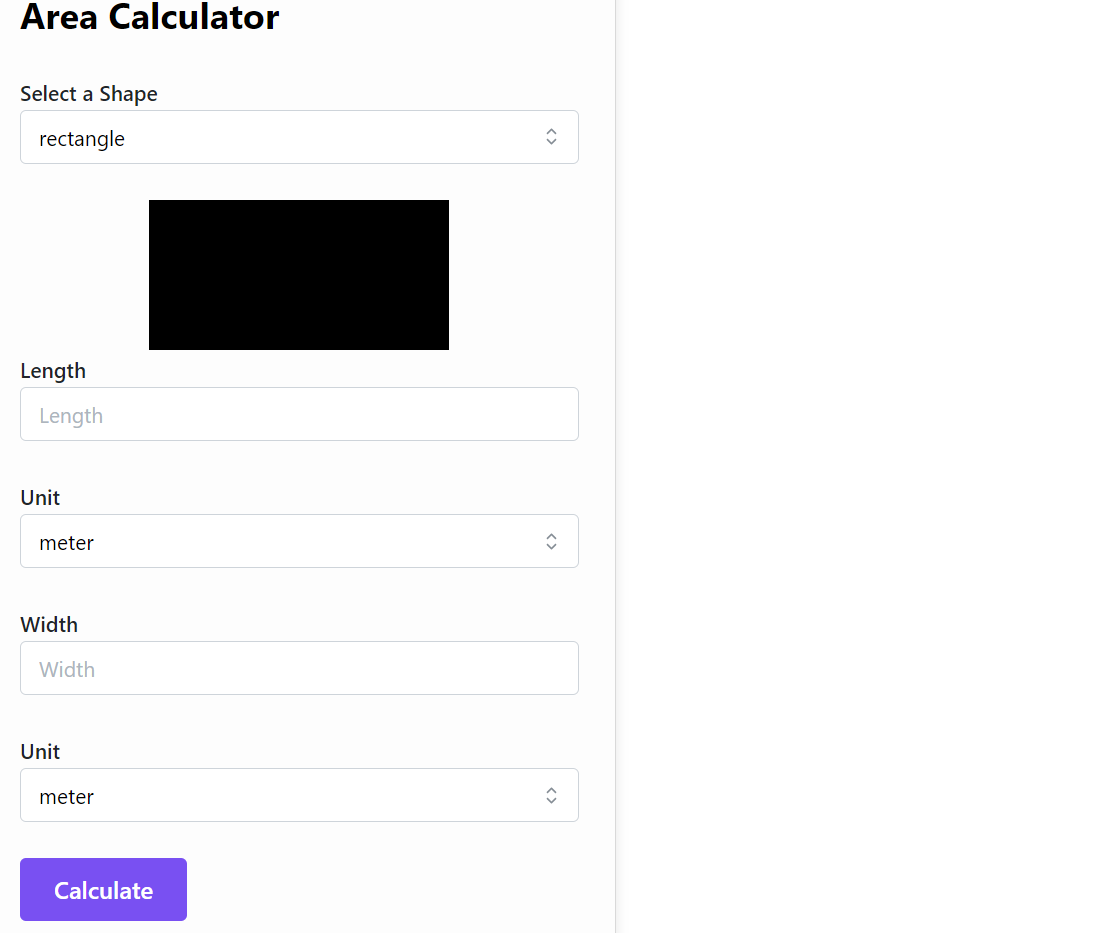 Area Calculator
Select a Shape
rectangle
Length
Length
Unit
meter
Width
Width
Unit
meter
Calculate